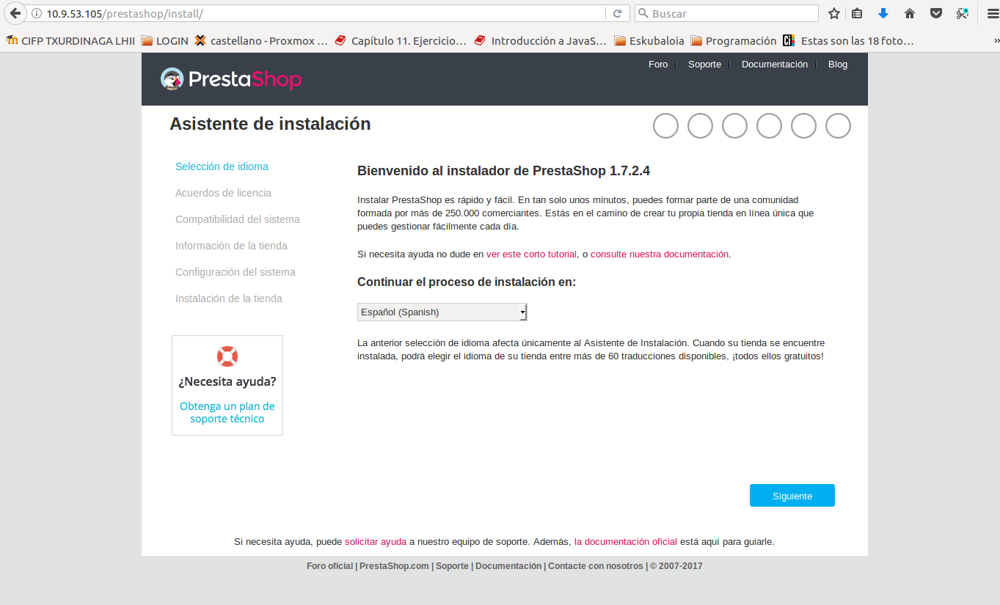 10.9.53.105/prestashop/install/
Buscar
CIFP TXURDINAGA LHII
LOGIN
castellano - Proxmox ...
Capítulo 11. Ejercicio...
Introducción a JavaS...
Eskubaloia
Programación
Estas son las 18 foto...
PrestaShop
Foro
Soporte
Documentación
Blog
Asistente de instalación
Selección de idioma
Acuerdos de licencia
Compatibilidad del sistema
Información de la tienda
Configuración del sistema
Instalación de la tienda
¿Necesita ayuda?
Obtenga un plan de
soporte técnico
Bienvenido al instalador de PrestaShop 1.7.2.4
Instalar PrestaShop es rápido y fácil. En tan solo unos minutos, puedes formar parte de una comunidad
formada por más de 250.000 comerciantes. Estás en el camino de crear tu propia tienda en línea única que
puedes gestionar fácilmente cada día.
Si necesita ayuda no dude en ver este corto tutorial, o consulte nuestra documentación.
Continuar el proceso de instalación en:
Español (Spanish)
La anterior selección de idioma afecta únicamente al Asistente de Instalación. Cuando su tienda se encuentre
instalada, podrá elegir el idioma de su tienda entre más de 60 traducciones disponibles, ¡todos ellos gratuitos!
Siguiente
Si necesita ayuda, puede solicitar ayuda a nuestro equipo de soporte. Además, la documentación oficial está aquí para guiarle.
Foro oficial | PrestaShop.com | Soporte | Documentación | Contacte con nosotros | © 2007-2017